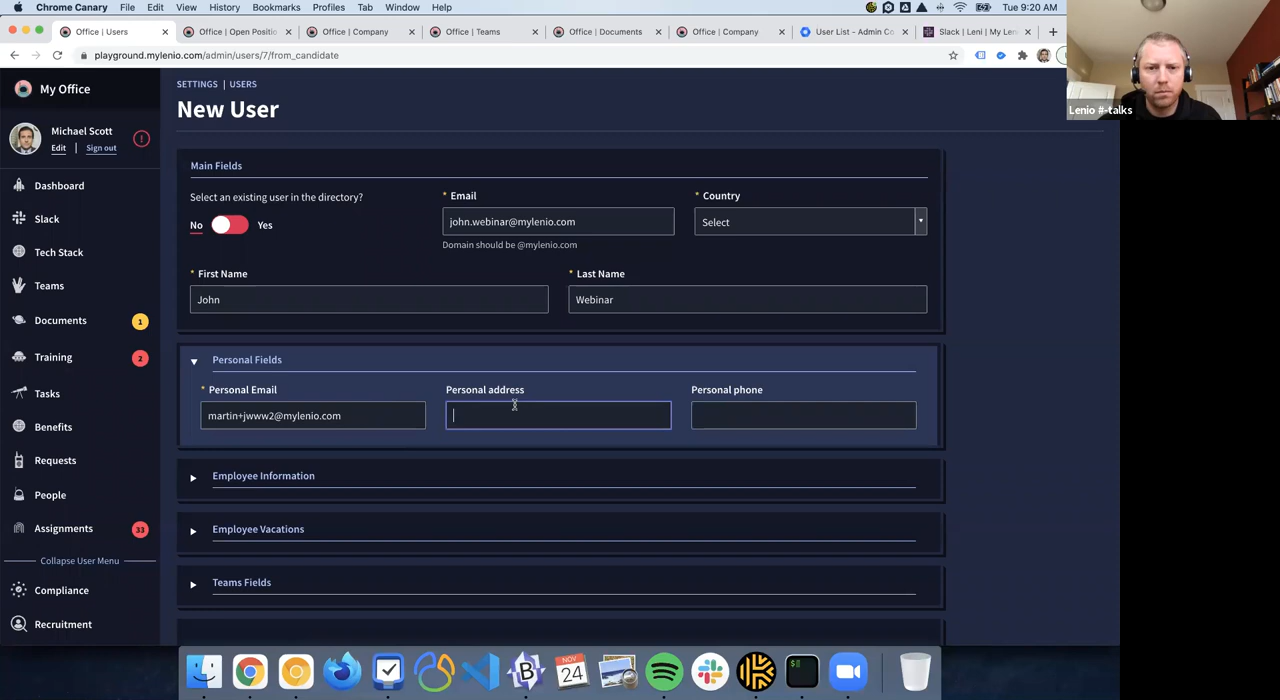 Chrome Canary File Edit View History Bookmarks Profiles Tab Window Help Tue 9:20 AM
Office | Users Office | Open Positio Office | Company Office | Teams Office | Documents Office | Company User List - Admin Co Slack | Leni | My Len
playground.mylenio.com/admin/users/7/from_candidate
Lenio #-talks
My Office
Michael Scott
Edit | Sign out
Dashboard
Slack
Tech Stack
Teams
Documents 1
Training 2
Tasks
Benefits
Requests
People
Assignments 33
Collapse User Menu
Compliance
Recruitment
SETTINGS | USERS
New User
Main Fields
Select an existing user in the directory?
No Yes
* Email
john.webinar@mylenio.com
Domain should be @mylenio.com
* Country
Select
* First Name
John
* Last Name
Webinar
Personal Fields
* Personal Email
martin+jwww2@mylenio.com
Personal address
Personal phone
Employee Information
Employee Vacations
Teams Fields
NOV
24
B
$